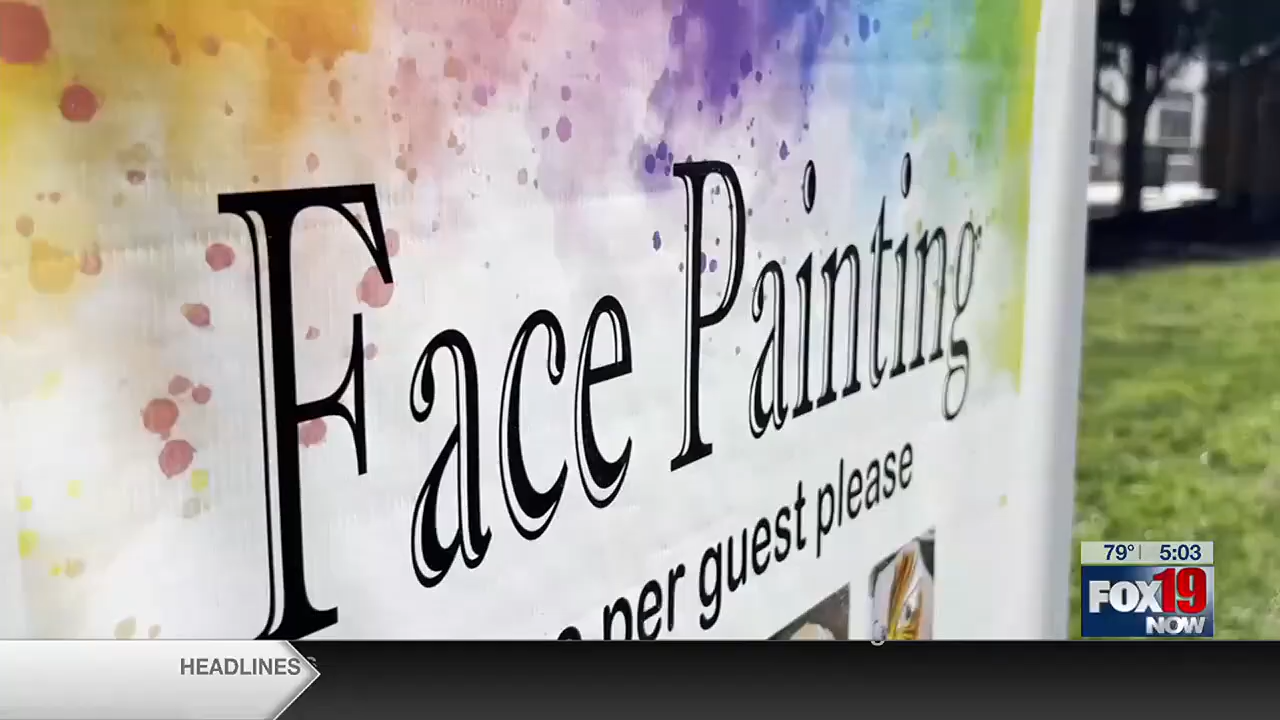 Face Painting
per guest please
79° 5:03
FOX19
NOW
HEADLINES